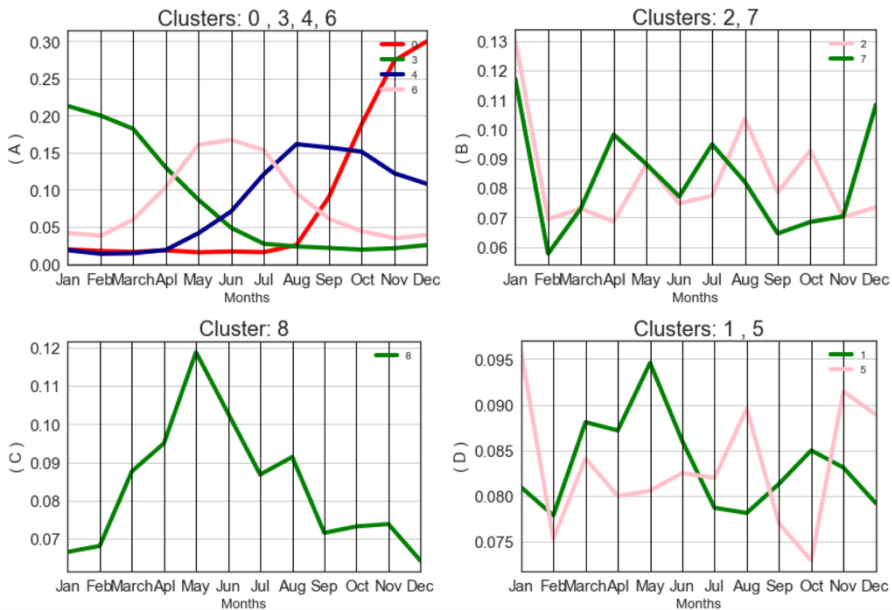 Clusters: 0 , 3, 4, 6
( A )
0.30
0.25
0.20
0.15
0.10
0.05
0.00
0
3
4
6
Jan Feb March Apl May Jun Jul Aug Sep Oct Nov Dec
Months
Clusters: 2, 7
( B )
0.13
0.12
0.11
0.10
0.09
0.08
0.07
0.06
2
7
Jan Feb March Apl May Jun Jul Aug Sep Oct Nov Dec
Months
Cluster: 8
( C )
0.12
0.11
0.10
0.09
0.08
0.07
8
Jan Feb March Apl May Jun Jul Aug Sep Oct Nov Dec
Months
Clusters: 1 , 5
( D )
0.095
0.090
0.085
0.080
0.075
1
5
Jan Feb March Apl May Jun Jul Aug Sep Oct Nov Dec
Months